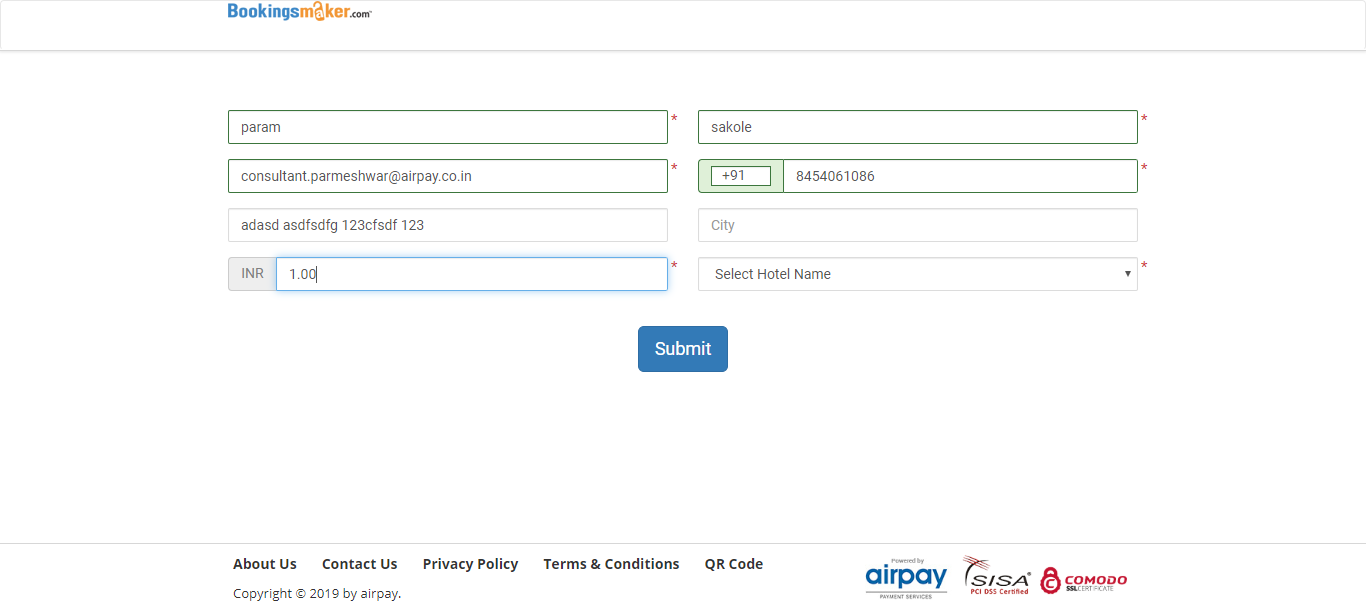 Bookingsmaker.com
param * sakole *
consultant.parmeshwar@airpay.co.in * +91 8454061086 *
adasd asdfsdfg 123cfsdf 123 City
INR 1.00 * Select Hotel Name *
Submit
About Us Contact Us Privacy Policy Terms & Conditions QR Code
Copyright © 2019 by airpay.
Powered by
airpay
PAYMENT SERVICES
SISA
PCI DSS Certified
COMODO
SSL CERTIFICATE